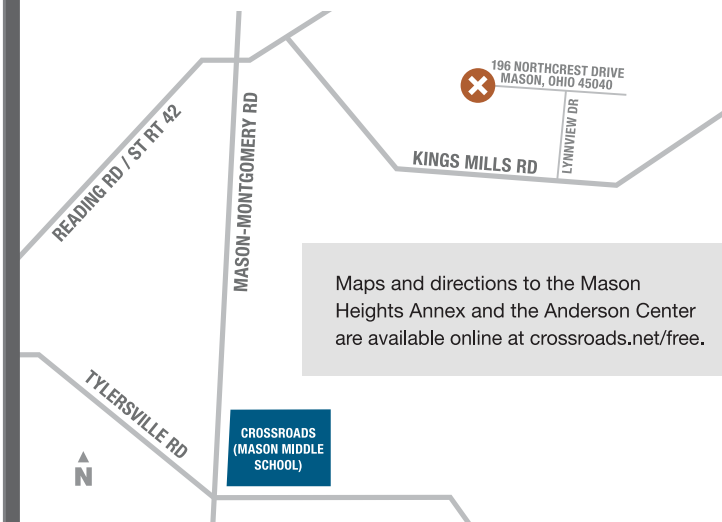 196 NORTHCREST DRIVE
MASON, OHIO 45040
READING RD / ST RT 42
MASON-MONTGOMERY RD
LYNNVIEW DR
KINGS MILLS RD
Maps and directions to the Mason
Heights Annex and the Anderson Center
are available online at crossroads.net/free.
TYLERSVILLE RD
CROSSROADS
(MASON MIDDLE
SCHOOL)
N